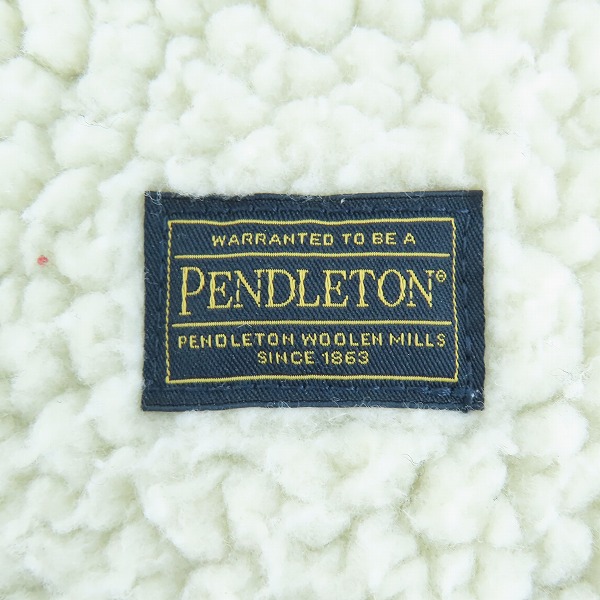 WARRANTED TO BE A
PENDLETON®
PENDLETON WOOLEN MILLS
SINCE 1863